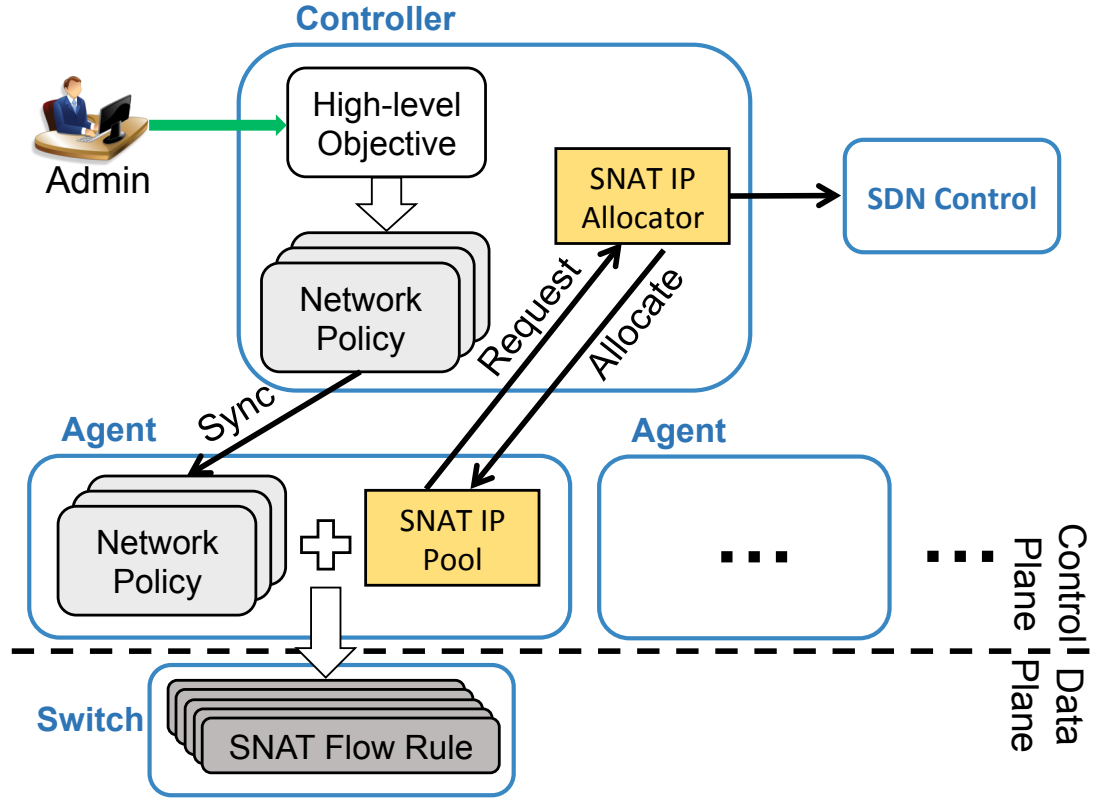 Controller
High-level
Objective
Admin
SNAT IP
Allocator
SDN Control
Network
Policy
Request
Allocate
Sync
Agent
Agent
Network
Policy
SNAT IP
Pool
Control
Plane
Data
Plane
Switch
SNAT Flow Rule